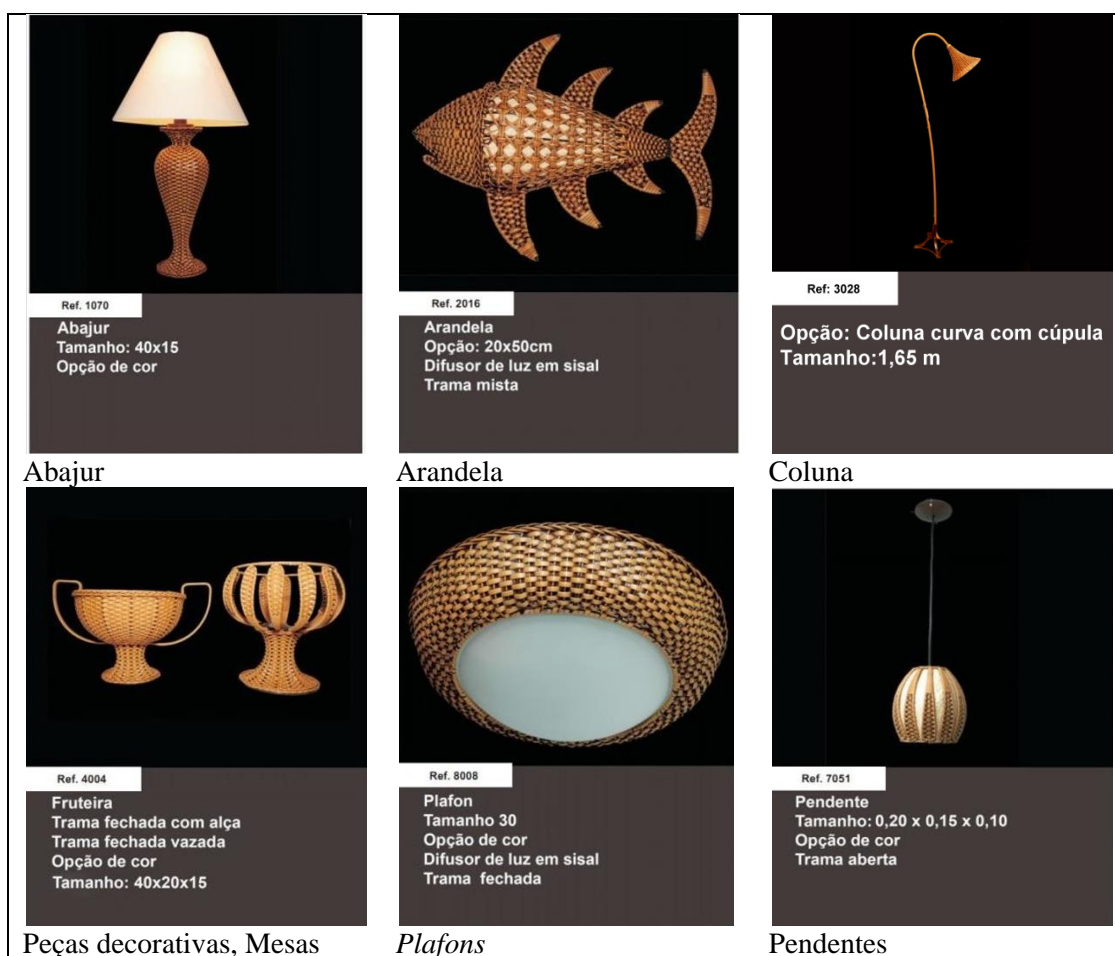 Ref. 1070
Abajur
Tamanho: 40x15
Opção de cor
Abajur
Ref. 2016
Arandela
Opção: 20x50cm
Difusor de luz em sisal
Trama mista
Arandela
Ref: 3028
Opção: Coluna curva com cúpula
Tamanho:1,65 m
Coluna
Ref. 4004
Fruteira
Trama fechada com alça
Trama fechada vazada
Opção de cor
Tamanho: 40x20x15
Peças decorativas, Mesas
Ref. 8008
Plafon
Tamanho 30
Opção de cor
Difusor de luz em sisal
Trama fechada
Plafons
Ref. 7051
Pendente
Tamanho: 0,20 x 0,15 x 0,10
Opção de cor
Trama aberta
Pendentes